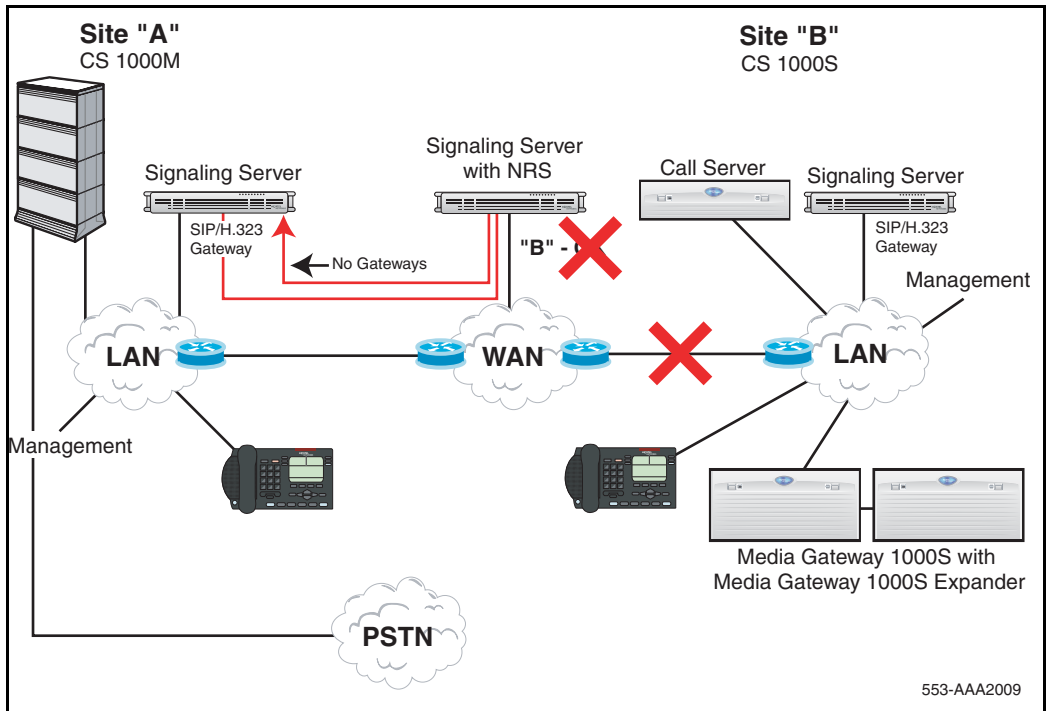 Site "A"
CS 1000M
Site "B"
CS 1000S
Signaling Server
Signaling Server
with NRS
Call Server
Signaling Server
SIP/H.323
Gateway
"B" -
No Gateways
SIP/H.323
Gateway
Management
LAN
WAN
LAN
Management
Media Gateway 1000S with
Media Gateway 1000S Expander
PSTN
553-AAA2009